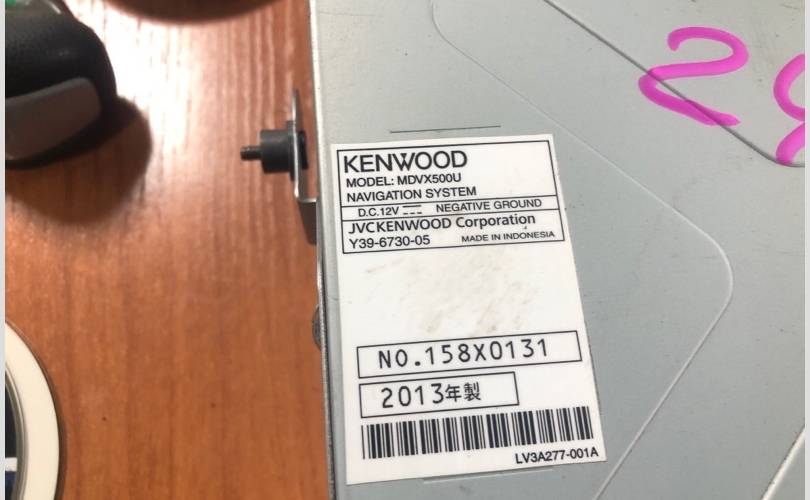 KENWOOD
MODEL: MDVX500U
NAVIGATION SYSTEM
D.C.12V NEGATIVE GROUND
JVCKENWOOD Corporation
Y39-6730-05 MADE IN INDONESIA
NO.158X0131
2013年製
LV3A277-001A